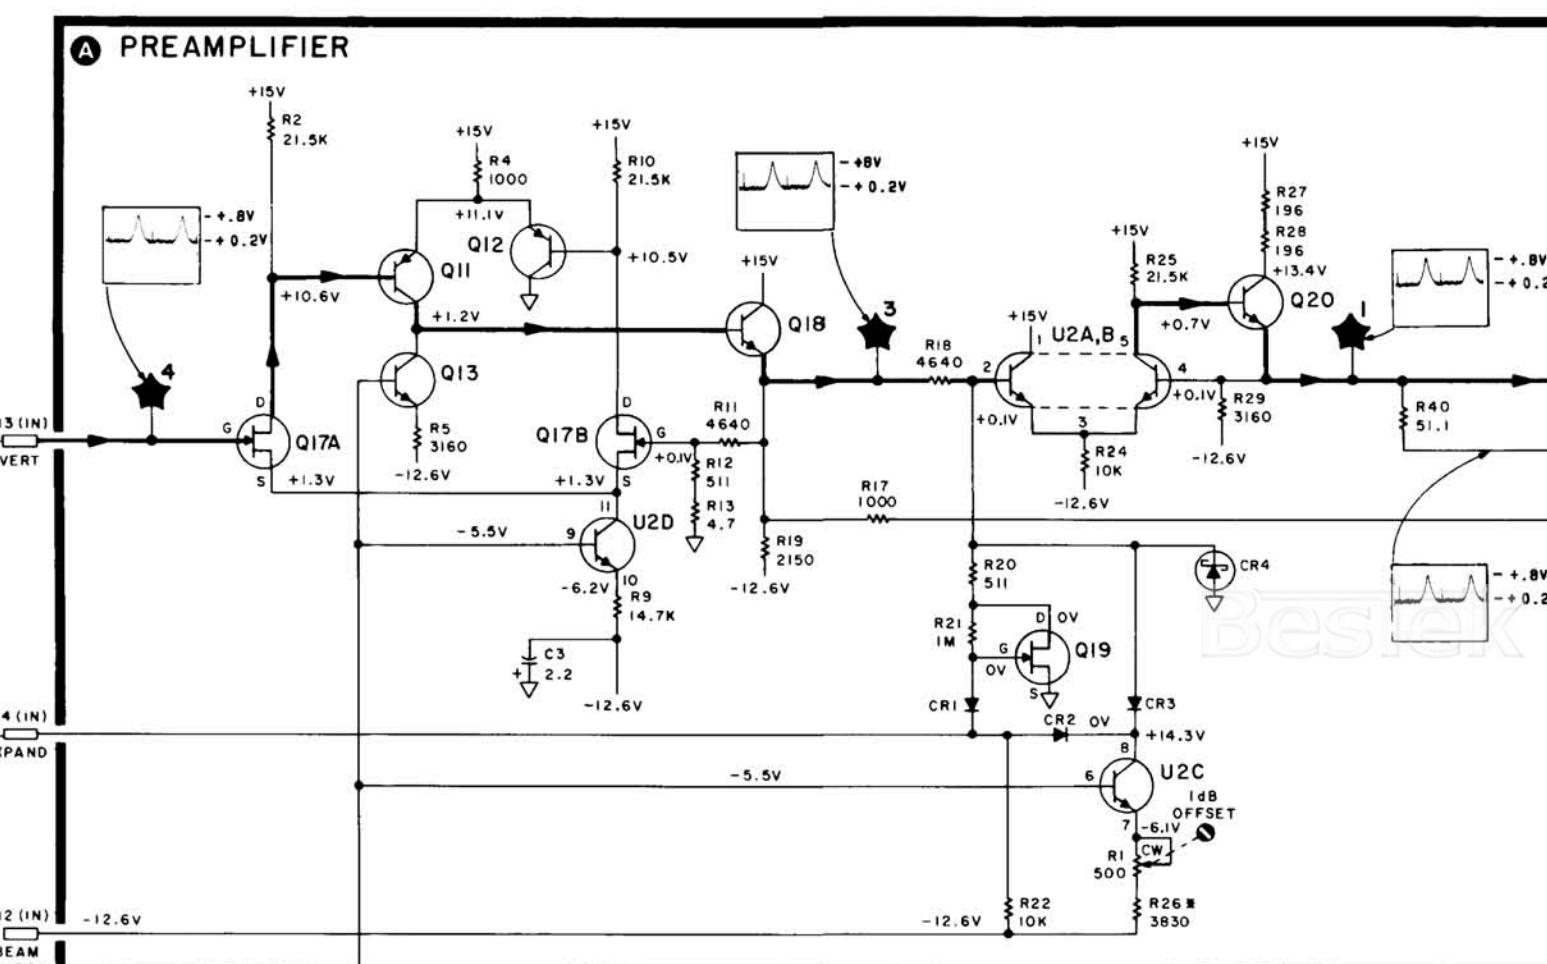 A PREAMPLIFIER
+15V
R2
21.5K
+15V
R4
1000
+11.1V
+15V
R10
21.5K
-+.8V
-+0.2V
Q11
Q12
+10.5V
+10.6V
+1.2V
-+8V
-+0.2V
+15V
Q18
3
+15V
R27
196
R28
196
+13.4V
Q20
+15V
R25
21.5K
+0.7V
+15V
1
U2A,B
5
-+.8V
-+0.2
1
4
Q13
R5
3160
-12.6V
3 (IN)
VERT
G
D
S
Q17A
+1.3V
Q17B
D
G
S
+0.1V
+1.3V
R11
4640
R12
511
R13
4.7
R18
4640
2
+0.1V
3
4
+0.1V
R24
10K
-12.6V
R29
3160
-12.6V
R40
51.1
R17
1000
R19
2150
-12.6V
-5.5V
9
11
U2D
10
-6.2V
R9
14.7K
+
C3
2.2
-12.6V
R20
511
R21
1M
D
0V
G
0V
S
Q19
CR4
-+.8V
-+0.2
Bestek
CR1
CR2
0V
CR3
+14.3V
4 (IN)
PAND
-5.5V
6
8
U2C
7
-6.1V
1dB
OFFSET
CW
R1
500
R26*
3830
R22
10K
-12.6V
2 (IN)
BEAM
-12.6V